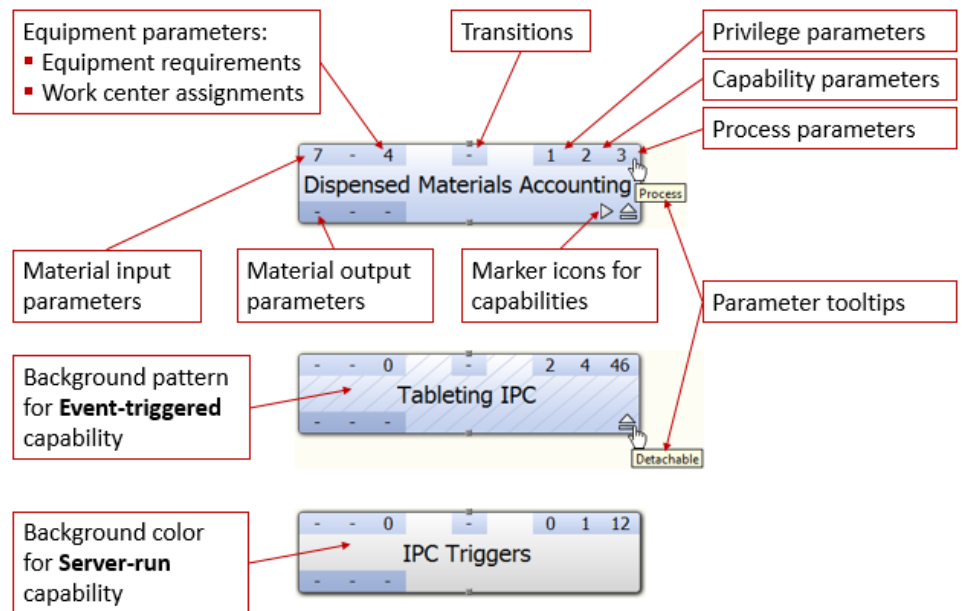 Equipment parameters:
▪ Equipment requirements
▪ Work center assignments
Transitions
Privilege parameters
Capability parameters
Process parameters
7 - 4 - 1 2 3
Dispensed Materials Accounting
Process
- - -
Material input
parameters
Material output
parameters
Marker icons for
capabilities
Parameter tooltips
Background pattern
for Event-triggered
capability
- - 0 - 2 4 46
Tableting IPC
- - -
Detachable
Background color
for Server-run
capability
- - 0 - 0 1 12
IPC Triggers
- - -